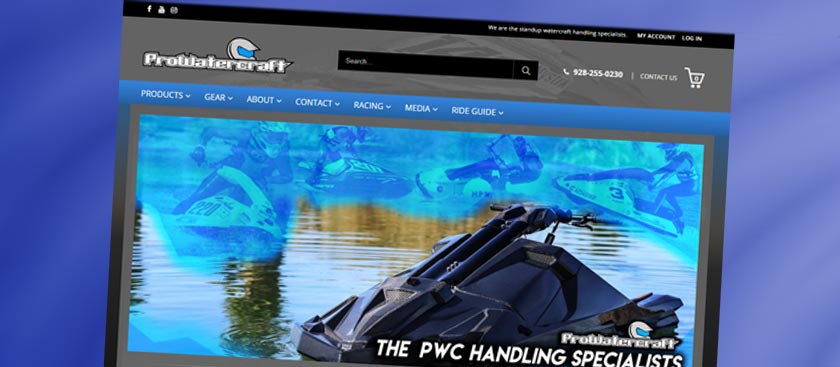 We are the standup watercraft handling specialists. MY ACCOUNT LOG IN
ProWatercraft
Search...
928-255-0230 | CONTACT US 0
PRODUCTS GEAR ABOUT CONTACT RACING MEDIA RIDE GUIDE
ProWatercraft
THE PWC HANDLING SPECIALISTS